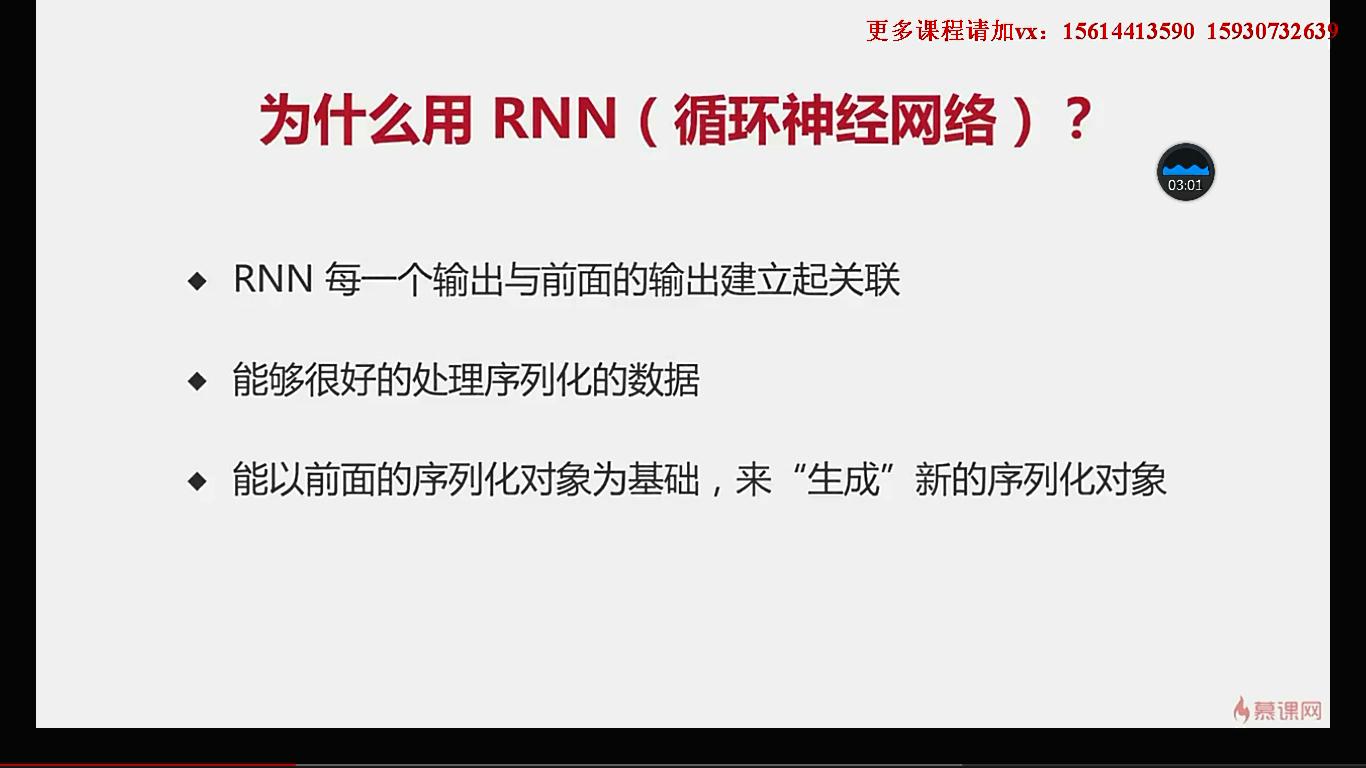 更多课程请加vx：15614413590 15930732639
为什么用 RNN（循环神经网络）？
03:01
◆ RNN 每一个输出与前面的输出建立起关联
◆ 能够很好的处理序列化的数据
◆ 能以前面的序列化对象为基础，来“生成”新的序列化对象
慕课网